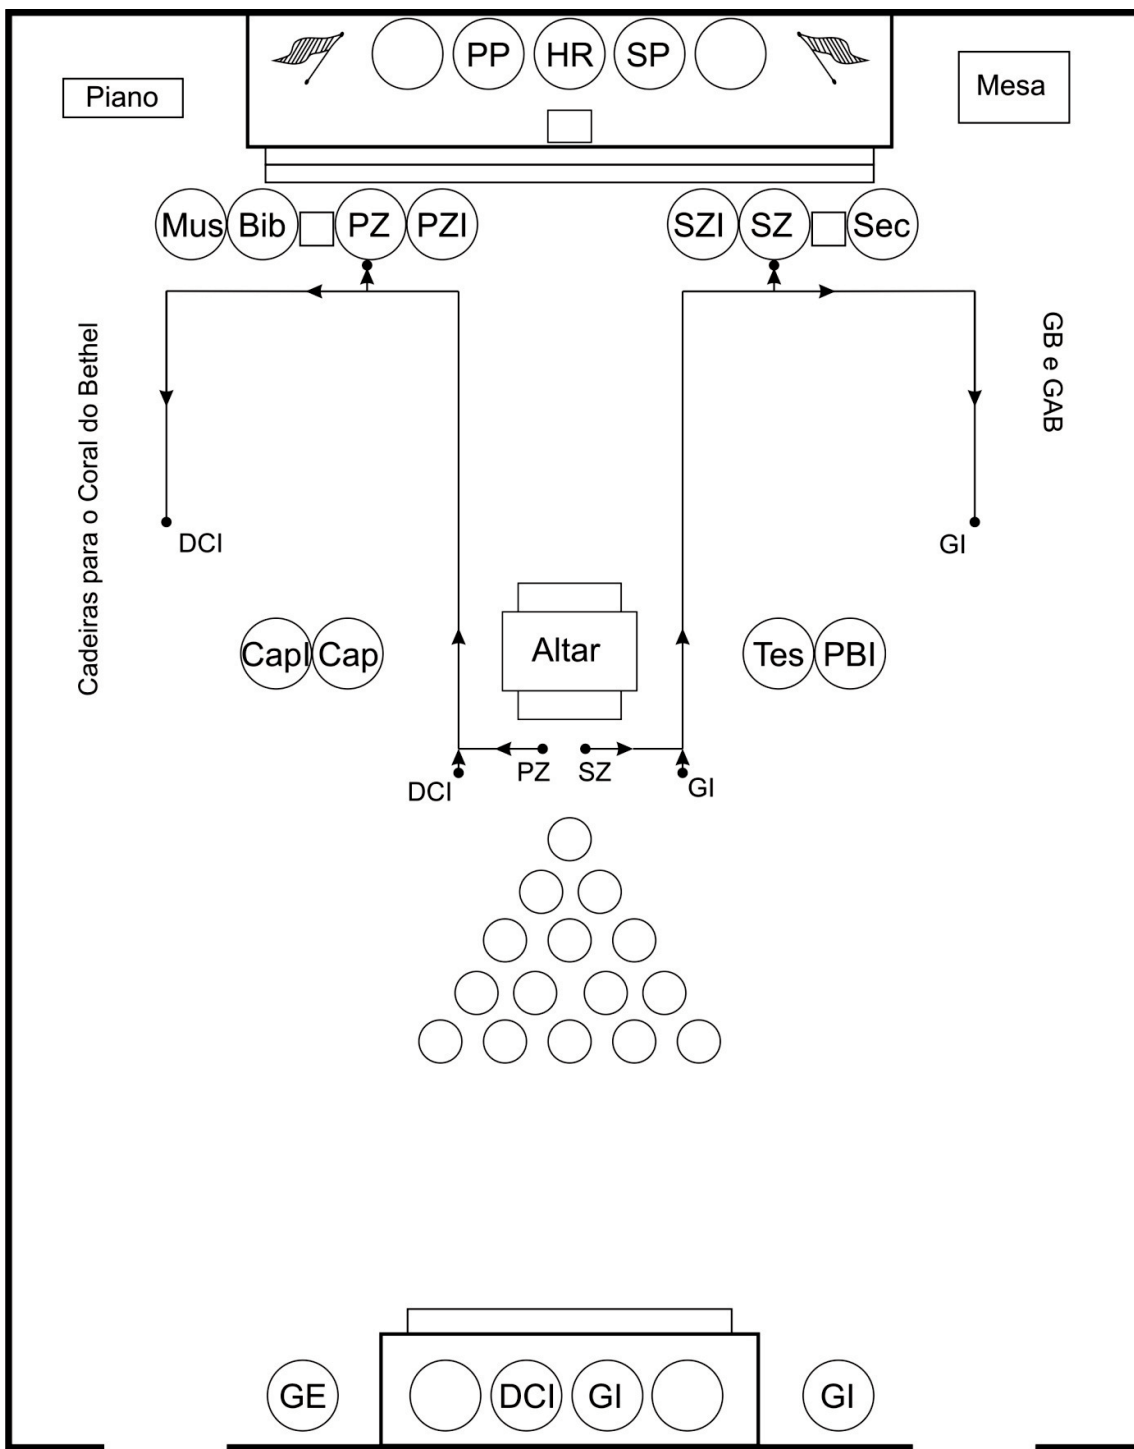 PP
HR
SP
Piano
Mesa
Mus
Bib
PZ
PZI
SZI
SZ
Sec
Cadeiras para o Coral do Bethel
GB e GAB
DCI
GI
CapI
Cap
Altar
Tes
PBI
PZ
SZ
DCI
GI
GE
DCI
GI
GI